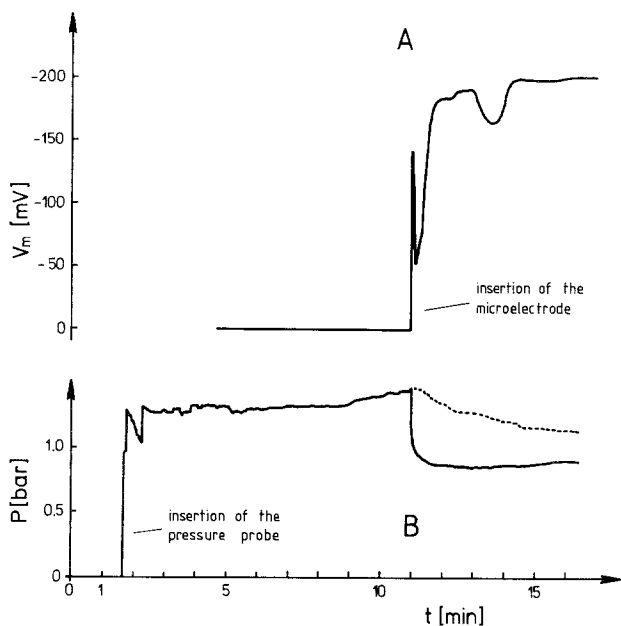 A
-200
-150
-100
-50
0
Vm [mV]
insertion of the
microelectrode
1.0
0.5
0
P[bar]
insertion of the
pressure probe
B
0 1 5 10 15
t [min]